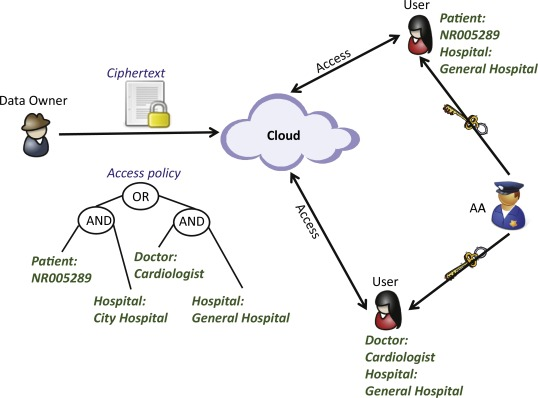 User
Patient:
NR005289
Hospital:
General Hospital
Ciphertext
Access
Data Owner
Cloud
Access policy
OR
AND
AND
AA
Access
Patient:
NR005289
Doctor:
Cardiologist
Hospital:
City Hospital
Hospital:
General Hospital
User
Doctor:
Cardiologist
Hospital:
General Hospital